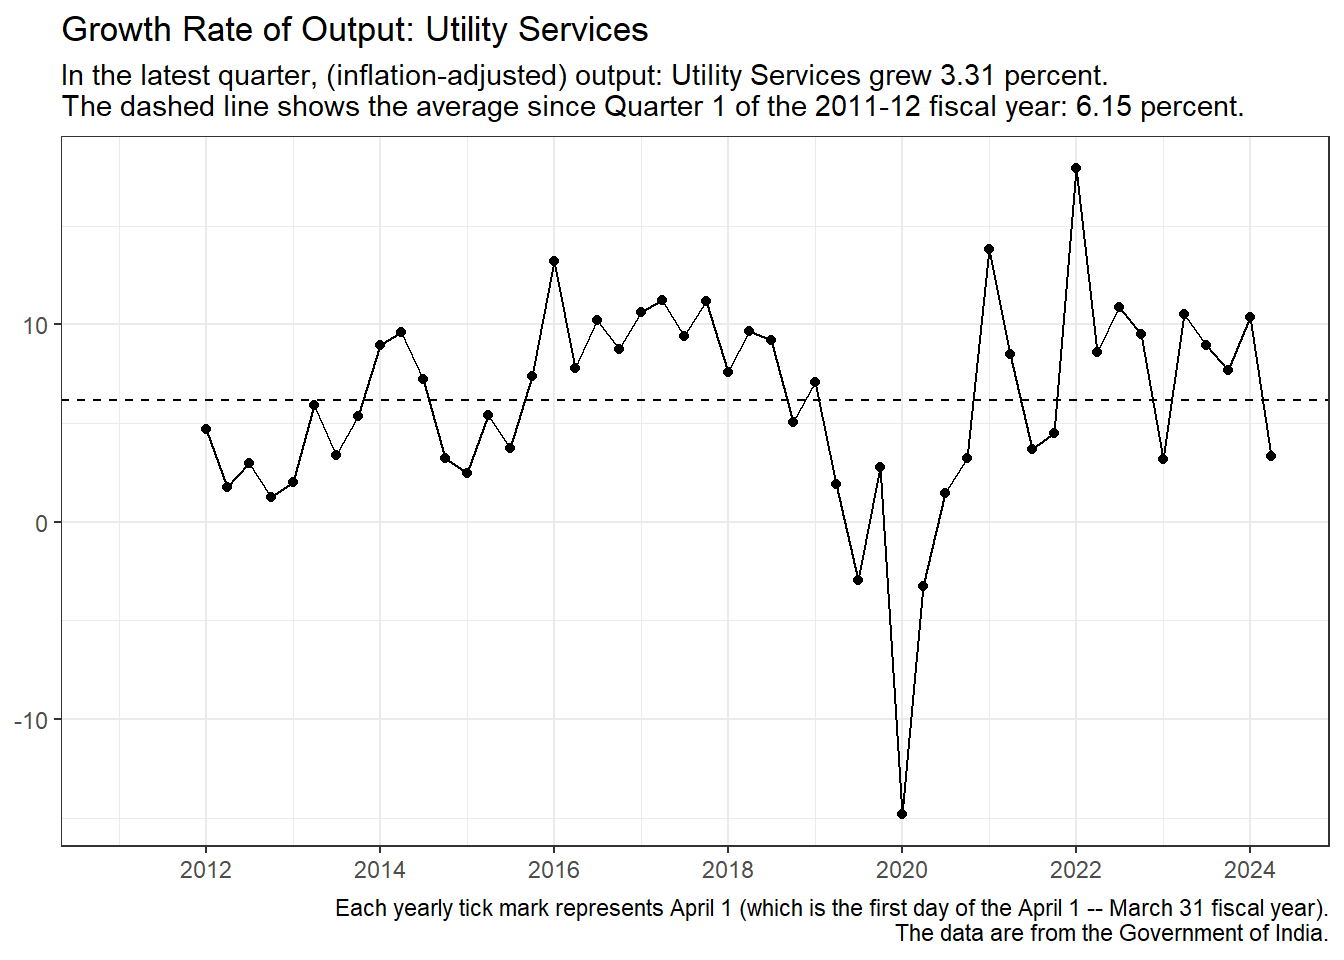 Growth Rate of Output: Utility Services
In the latest quarter, (inflation-adjusted) output: Utility Services grew 3.31 percent.
The dashed line shows the average since Quarter 1 of the 2011-12 fiscal year: 6.15 percent.
10
0
-10
2012 2014 2016 2018 2020 2022 2024
Each yearly tick mark represents April 1 (which is the first day of the April 1 -- March 31 fiscal year).
The data are from the Government of India.